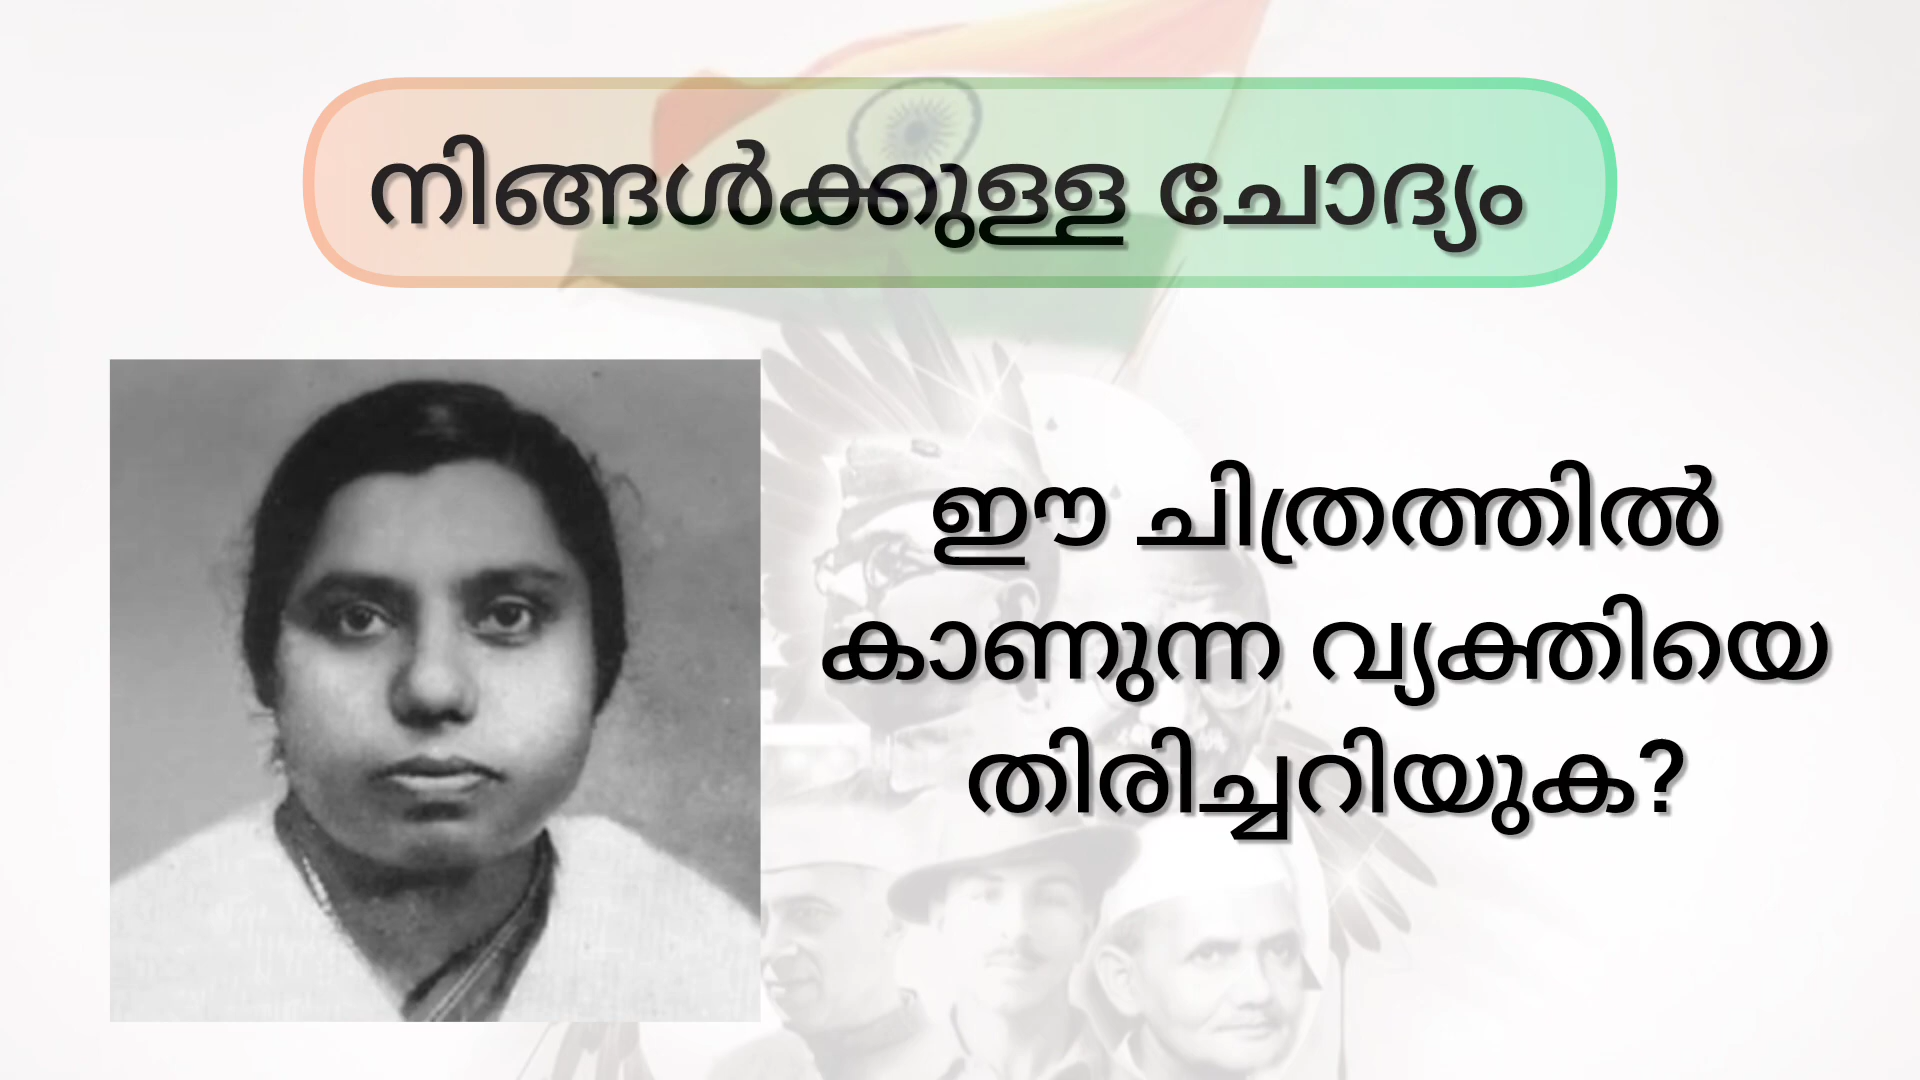 നിങ്ങൾക്കുള്ള ചോദ്യം
ഈ ചിത്രത്തിൽ
കാണുന്ന വ്യക്തിയെ
തിരിച്ചറിയുക?